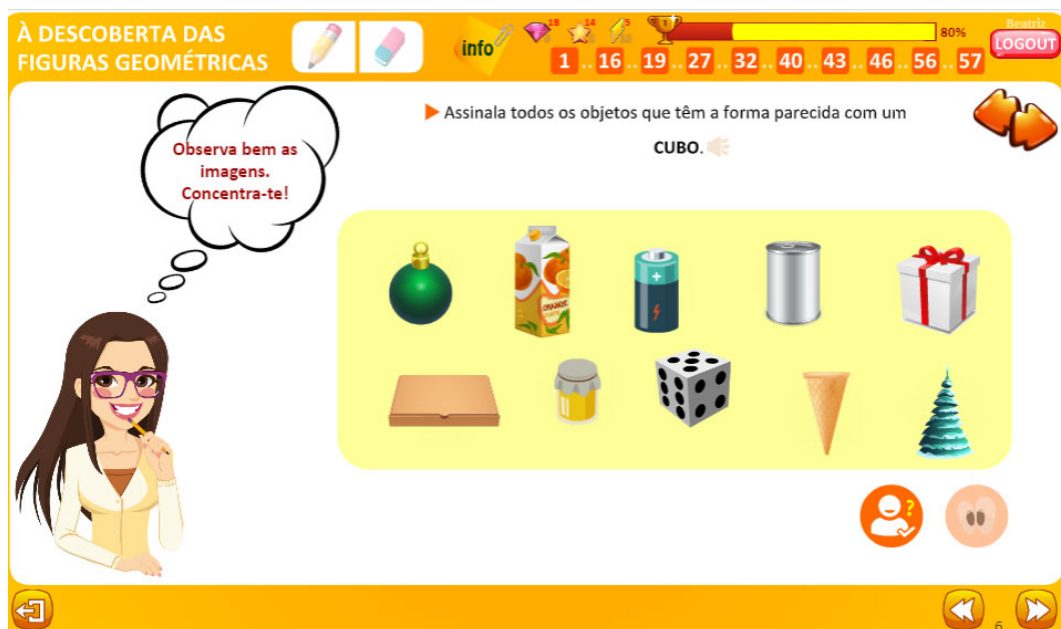 À DESCOBERTA DAS
FIGURAS GEOMÉTRICAS
info
18
14
5
1
80%
Beatriz
LOGOUT
1 .. 16 .. 19 .. 27 .. 32 .. 40 .. 43 .. 46 .. 56 .. 57
Observa bem as
imagens.
Concentra-te!
Assinala todos os objetos que têm a forma parecida com um
CUBO.
ORANGE
?
6